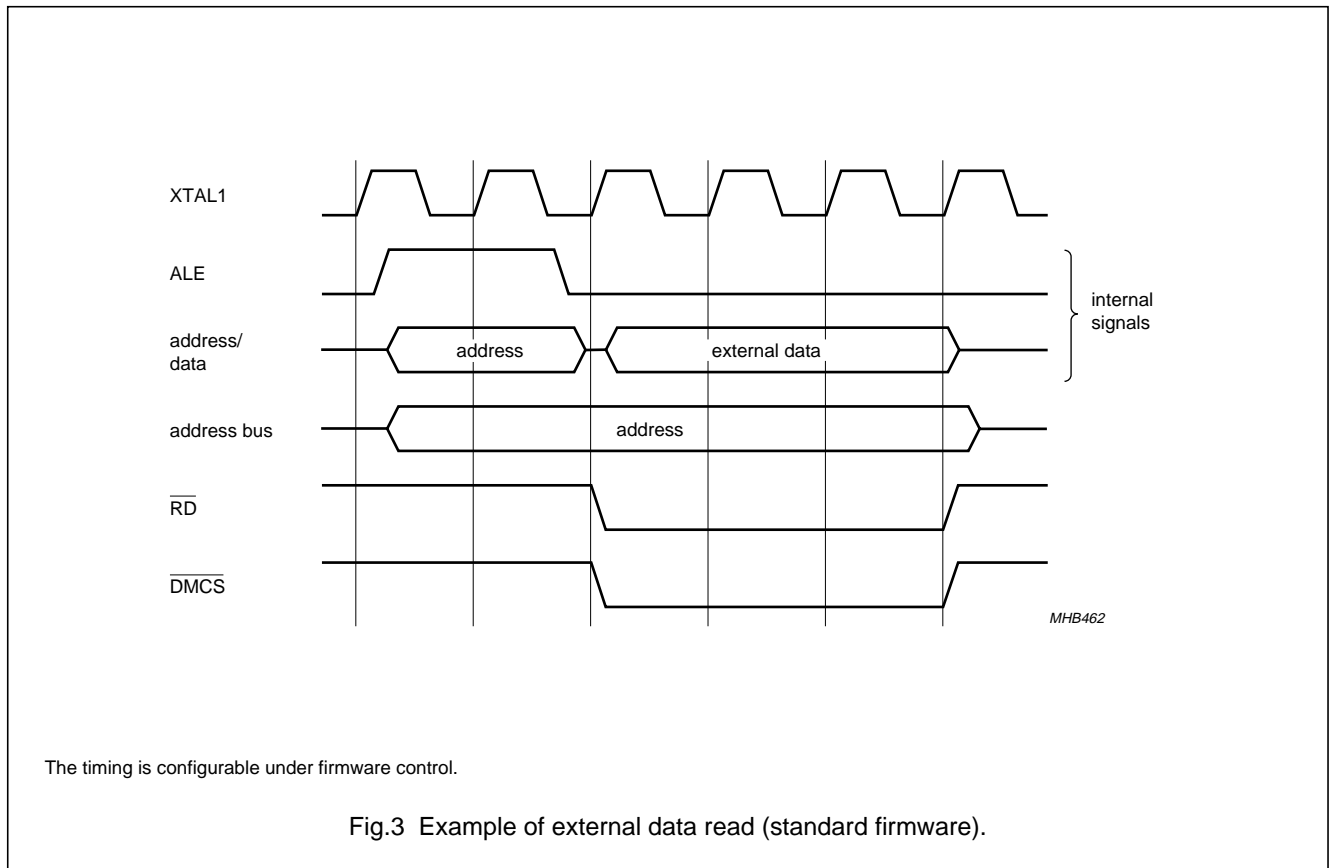 XTAL1
ALE
internal
signals
address/
data
address
external data
address bus
address
RD
DMCS
MHB462
The timing is configurable under firmware control.
Fig.3 Example of external data read (standard firmware).